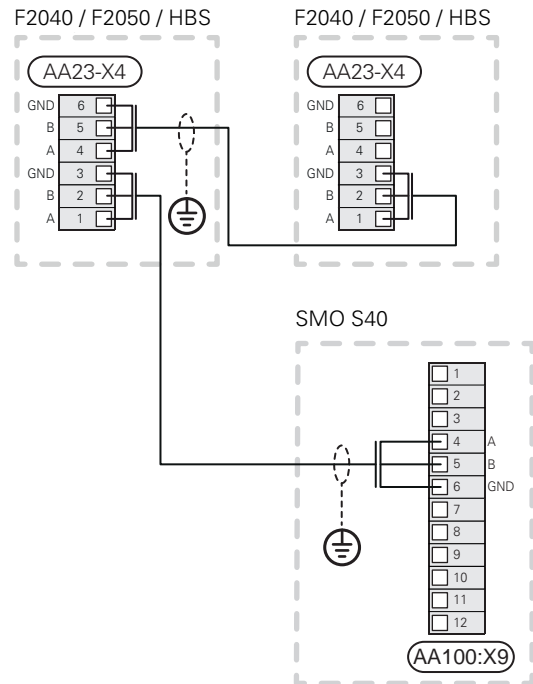 F2040 / F2050 / HBS
AA23-X4
GND 6
B 5
A 4
GND 3
B 2
A 1
F2040 / F2050 / HBS
AA23-X4
GND 6
B 5
A 4
GND 3
B 2
A 1
SMO S40
1
2
3
4 A
5 B
6 GND
7
8
9
10
11
12
AA100:X9